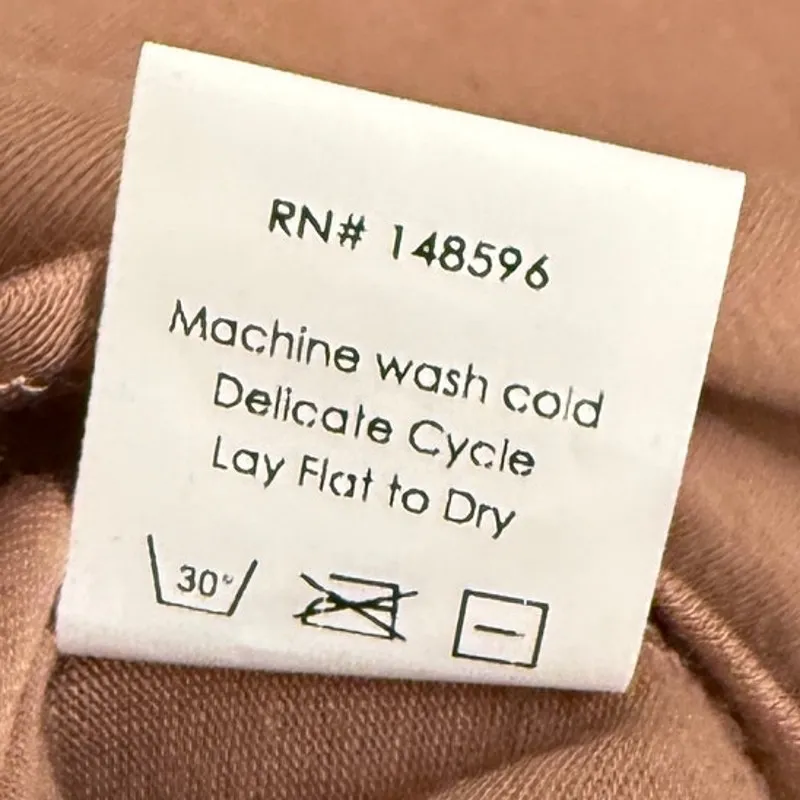 RN# 148596
Machine wash cold
Delicate Cycle
Lay Flat to Dry
30°